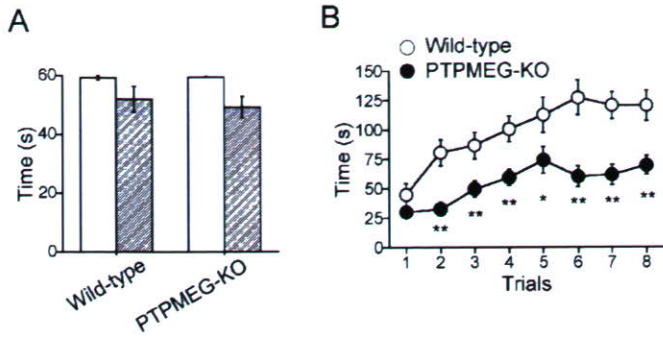 A
Time (s)
60
40
20
0
Wild-type
PTPMEG-KO
B
Wild-type
PTPMEG-KO
Time (s)
150
125
100
75
50
25
0
** ** ** * ** ** **
1 2 3 4 5 6 7 8
Trials